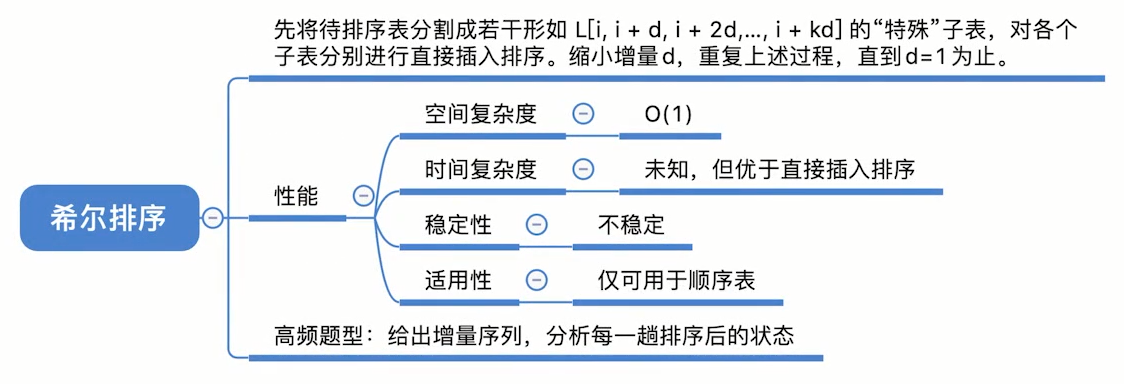 先将待排序表分割成若干形如 L[i, i + d, i + 2d,…, i + kd] 的“特殊”子表，对各个
子表分别进行直接插入排序。缩小增量d，重复上述过程，直到d=1为止。
空间复杂度
O(1)
时间复杂度
未知，但优于直接插入排序
性能
希尔排序
稳定性
不稳定
适用性
仅可用于顺序表
高频题型：给出增量序列，分析每一趟排序后的状态